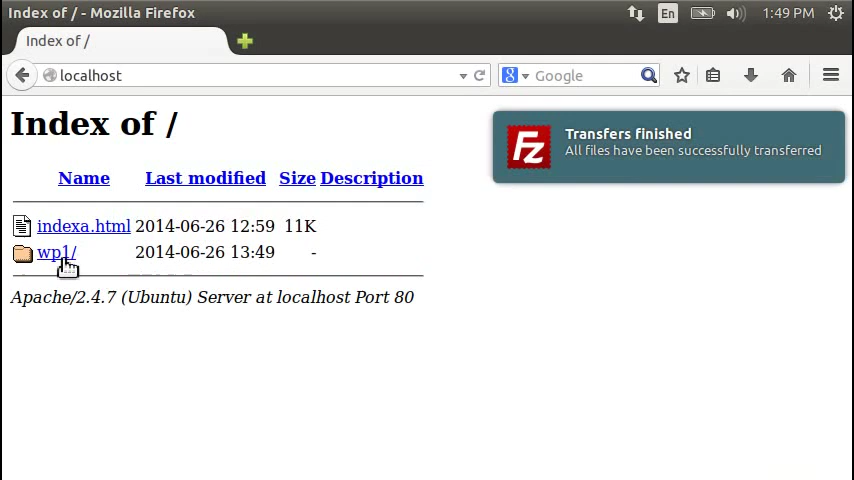 Index of / - Mozilla Firefox
En
1:49 PM
Index of /
localhost
Google
Index of /
Transfers finished
All files have been successfully transferred
Name Last modified Size Description
indexa.html 2014-06-26 12:59 11K
wp1/ 2014-06-26 13:49 -
Apache/2.4.7 (Ubuntu) Server at localhost Port 80